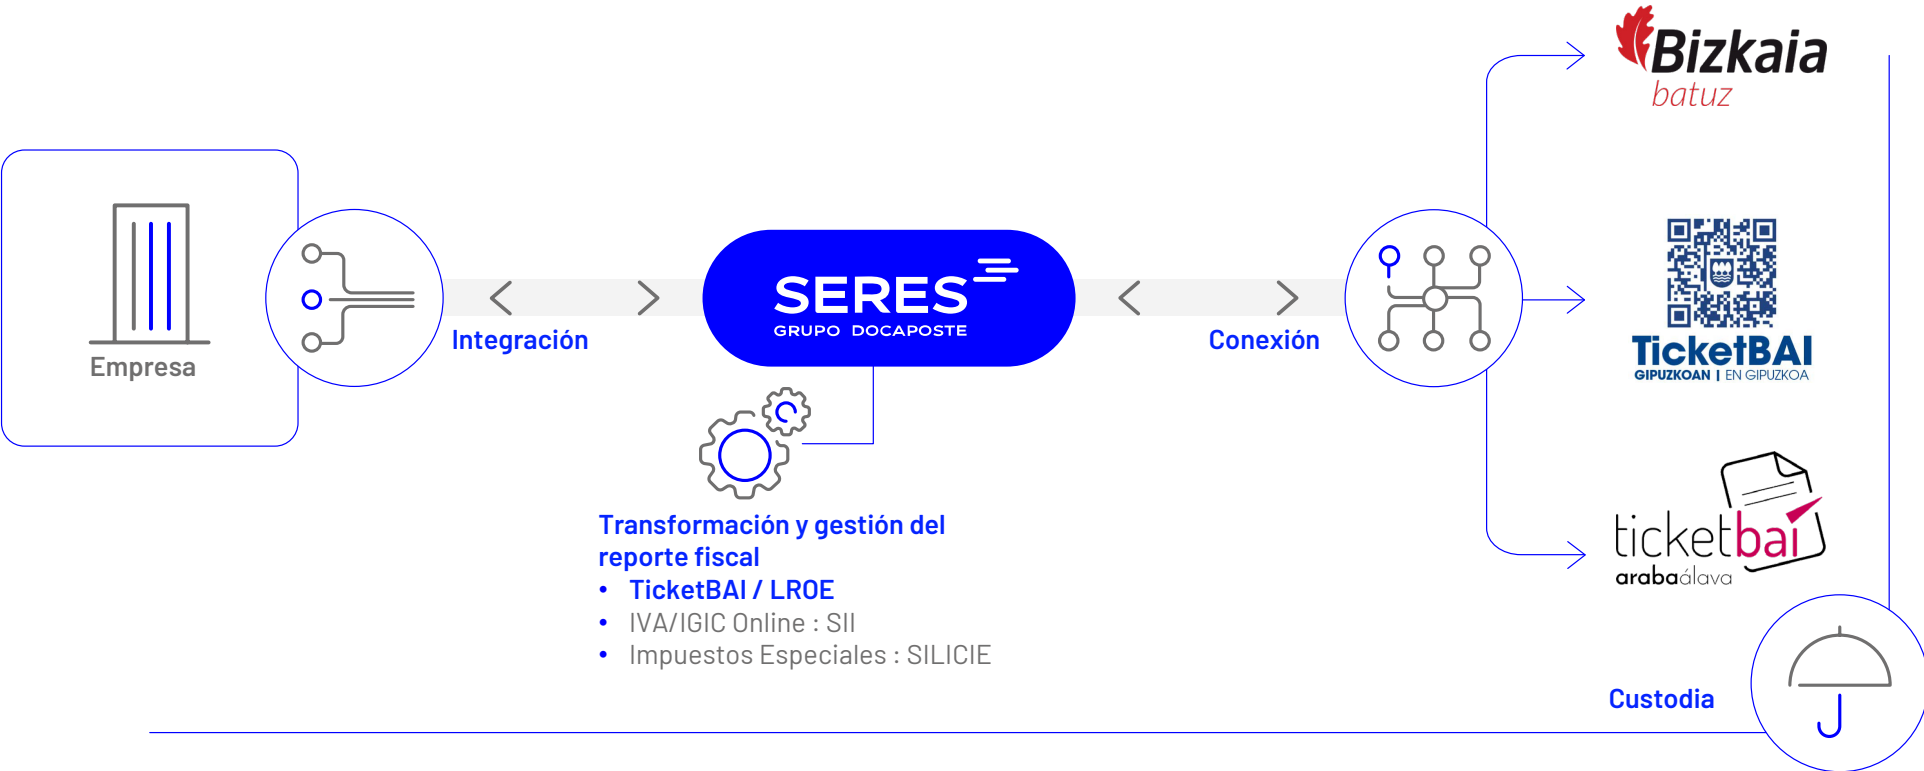 Bizkaia
batuz
Empresa
Integración
SERES
GRUPO DOCAPOSTE
Conexión
TicketBAI
GIPUZKOAN | EN GIPUZKOA
Transformación y gestión del
reporte fiscal
• TicketBAI / LROE
• IVA/IGIC Online : SII
• Impuestos Especiales : SILICIE
ticketbai
arabaálava
Custodia